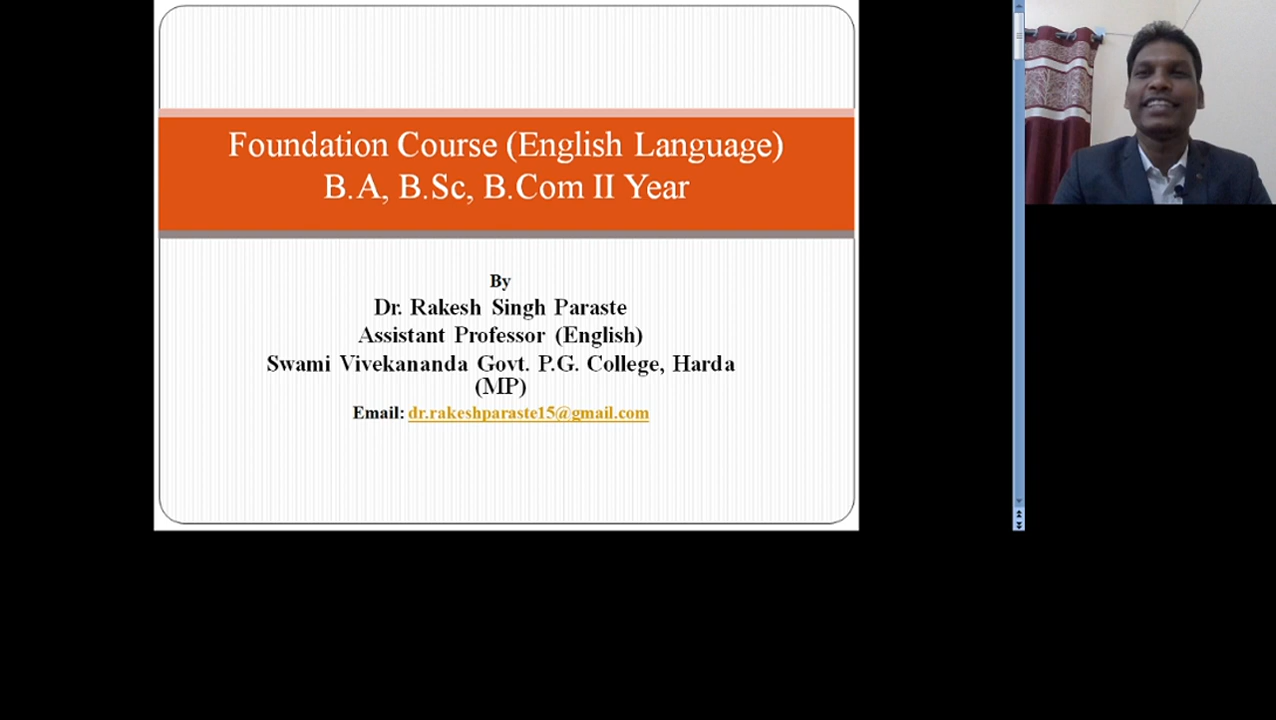 Foundation Course (English Language)
B.A, B.Sc, B.Com II Year
By
Dr. Rakesh Singh Paraste
Assistant Professor (English)
Swami Vivekananda Govt. P.G. College, Harda
(MP)
Email: dr.rakeshparaste15@gmail.com